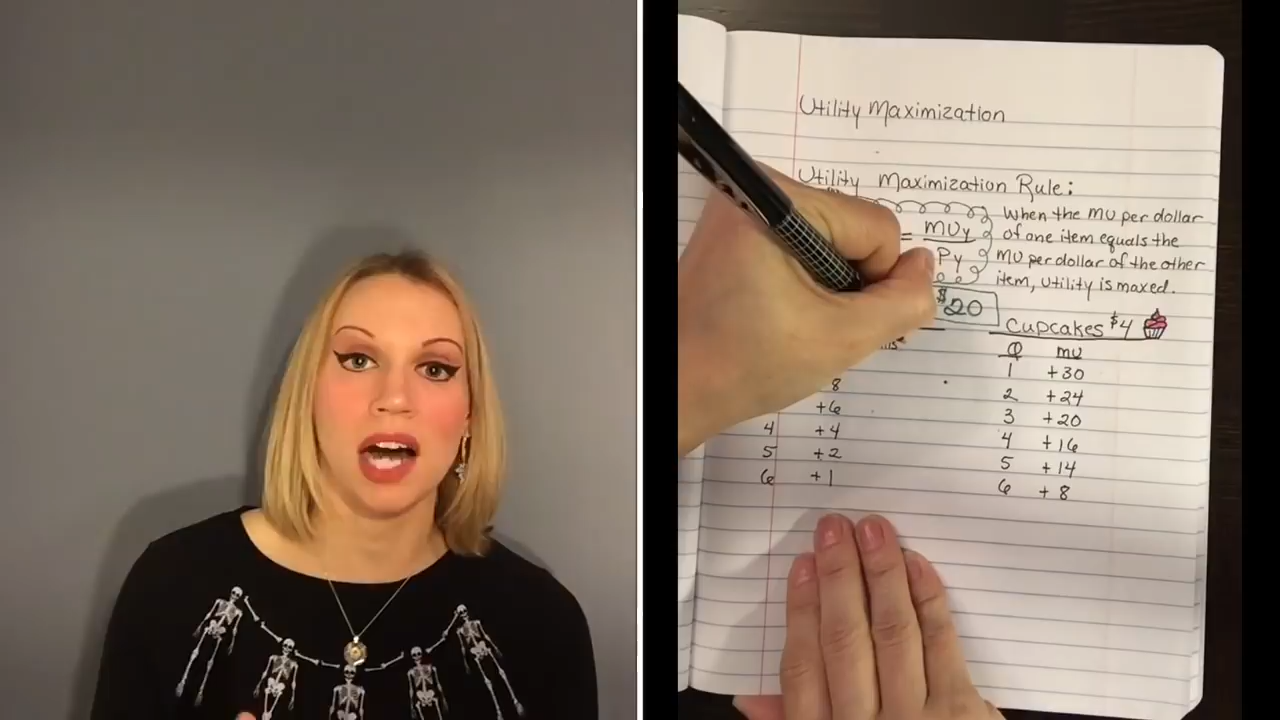 Utility Maximization
Utility Maximization Rule:
= MUy
Py
When the MU per dollar
of one item equals the
MU per dollar of the other
item, Utility is maxed.
$20
Cupcakes $4
Q MU
1 +30
2 +24
3 +20
4 +16
5 +14
6 +8
8
+6
4 +4
5 +2
6 +1